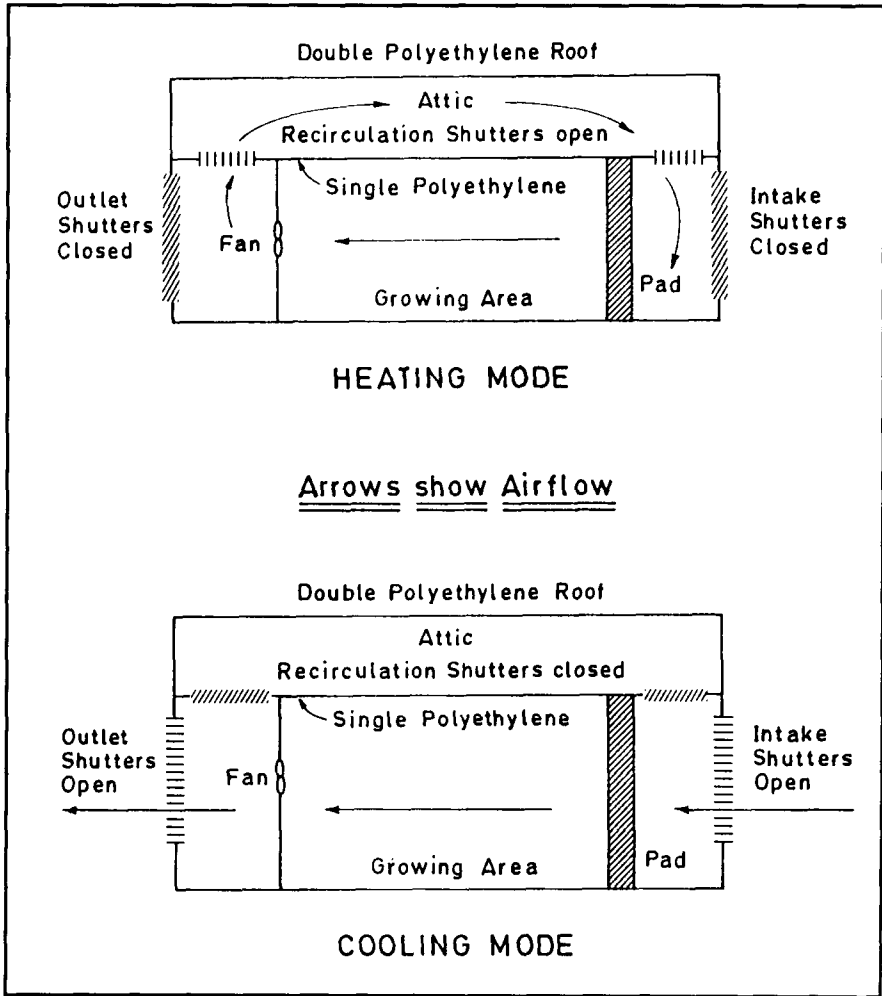 Double Polyethylene Roof
Attic
Recirculation Shutters open
Single Polyethylene
Outlet
Shutters
Closed
Fan
Intake
Shutters
Closed
Pad
Growing Area
HEATING MODE
Arrows show Airflow
Double Polyethylene Roof
Attic
Recirculation Shutters closed
Single Polyethylene
Outlet
Shutters
Open
Fan
Intake
Shutters
Open
Pad
Growing Area
COOLING MODE